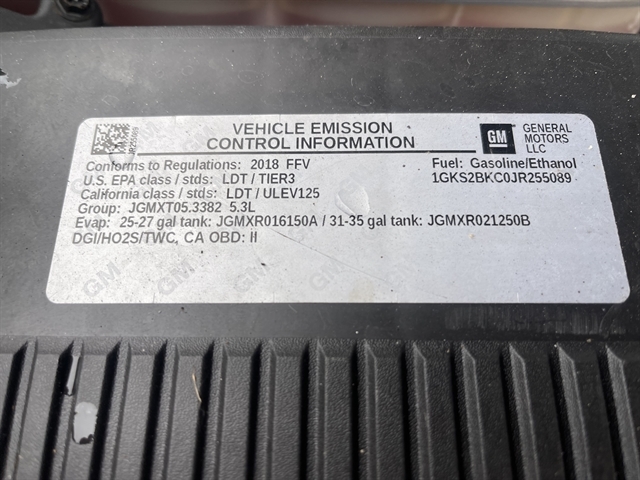 JR255089
VEHICLE EMISSION
CONTROL INFORMATION
GM
GENERAL
MOTORS
LLC
Conforms to Regulations: 2018 FFV
Fuel: Gasoline/Ethanol
U.S. EPA class / stds: LDT / TIER3
1GKS2BKC0JR255089
California class / stds: LDT / ULEV125
Group: JGMXT05.3382 5.3L
Evap: 25-27 gal tank: JGMXR016150A / 31-35 gal tank: JGMXR021250B
DGI/HO2S/TWC, CA OBD: II